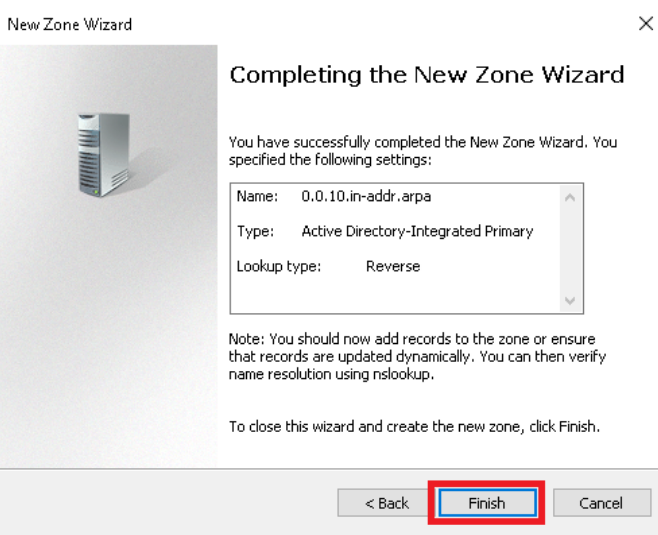 New Zone Wizard
Completing the New Zone Wizard
You have successfully completed the New Zone Wizard. You
specified the following settings:
Name: 0.0.10.in-addr.arpa
Type: Active Directory-Integrated Primary
Lookup type: Reverse
Note: You should now add records to the zone or ensure
that records are updated dynamically. You can then verify
name resolution using nslookup.
To close this wizard and create the new zone, click Finish.
< Back Finish Cancel